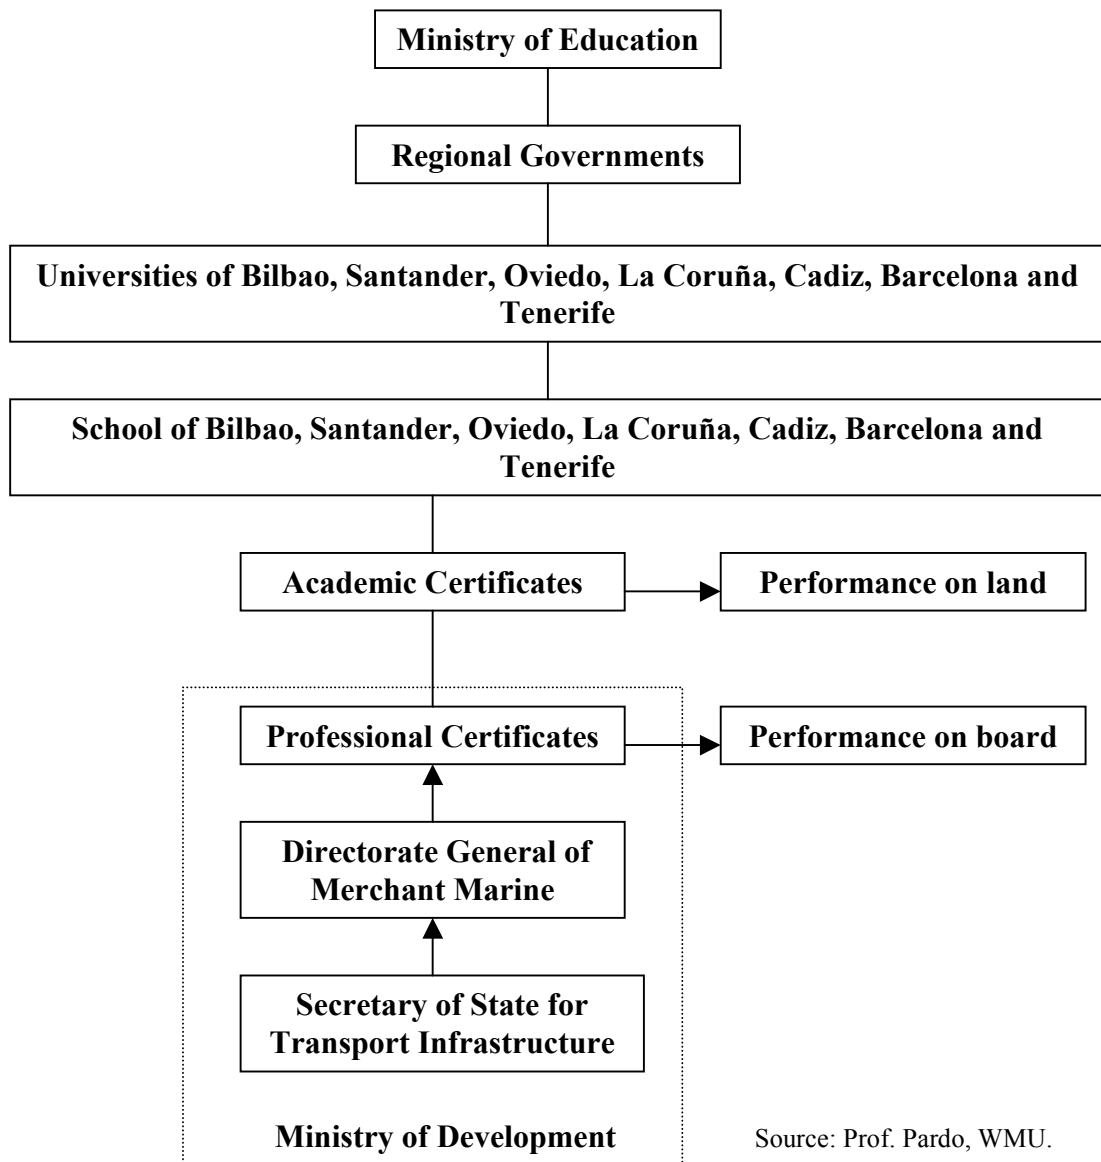 Ministry of Education
Regional Governments
Universities of Bilbao, Santander, Oviedo, La Coruña, Cadiz, Barcelona and
Tenerife
School of Bilbao, Santander, Oviedo, La Coruña, Cadiz, Barcelona and
Tenerife
Academic Certificates
Performance on land
Professional Certificates
Performance on board
Directorate General of
Merchant Marine
Secretary of State for
Transport Infrastructure
Ministry of Development
Source: Prof. Pardo, WMU.